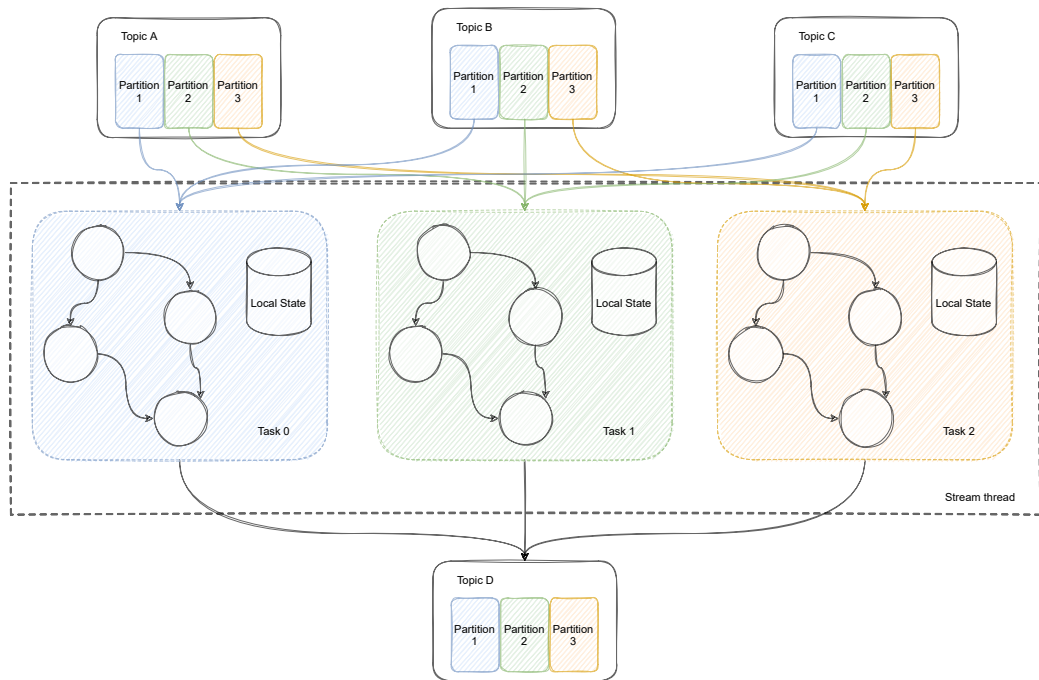 Topic A
Partition
1
Partition
2
Partition
3
Topic B
Partition
1
Partition
2
Partition
3
Topic C
Partition
1
Partition
2
Partition
3
Local State
Task 0
Local State
Task 1
Local State
Task 2
Stream thread
Topic D
Partition
1
Partition
2
Partition
3